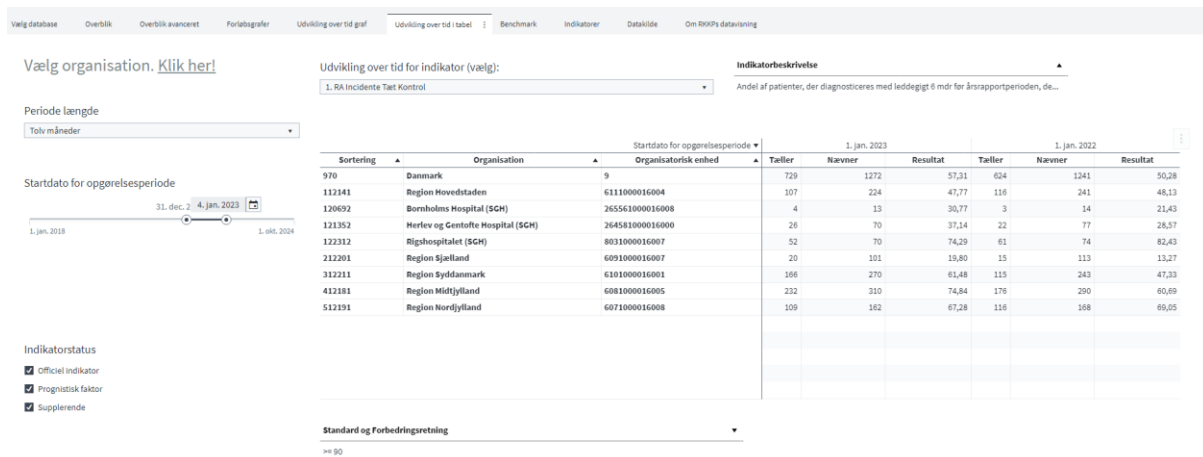 Vælg database Overblik Overblik avanceret Forløbsgrafer Udvikling over tid graf Udvikling over tid i tabel Benchmark Indikatorer Datakilde Om RKKPs datavisning
Vælg organisation. Klik her!
Periode længde
Tolv måneder
Startdato for opgørelsesperiode
31. dec. 2 4. jan. 2023
1. jan. 2018 1. okt. 2024
Indikatorstatus
Officiel indikator
Prognistisk faktor
Supplerende
Udvikling over tid for indikator (vælg):
1. RA Incidente Tæt Kontrol
Indikatorbeskrivelse
Andel af patienter, der diagnosticeres med leddegigt 6 mdr før årsrapportperioden, de...
Startdato for opgørelsesperiode 1. jan. 2023 1. jan. 2022
Sortering Organisation Organisatorisk enhed Tæller Nævner Resultat Tæller Nævner Resultat
970 Danmark 9 729 1272 57,31 624 1241 50,28
112141 Region Hovedstaden 6111000016004 107 224 47,77 116 241 48,13
120692 Bornholms Hospital (SGH) 265561000016008 4 13 30,77 3 14 21,43
121352 Herlev og Gentofte Hospital (SGH) 264581000016000 26 70 37,14 22 77 28,57
122312 Rigshospitalet (SGH) 8031000016007 52 70 74,29 61 74 82,43
212201 Region Sjælland 6091000016007 20 101 19,80 15 113 13,27
312211 Region Syddanmark 6101000016001 166 270 61,48 115 243 47,33
412181 Region Midtjylland 6081000016005 232 310 74,84 176 290 60,69
512191 Region Nordjylland 6071000016008 109 162 67,28 116 168 69,05
Standard og Forbedringsretning
>= 90